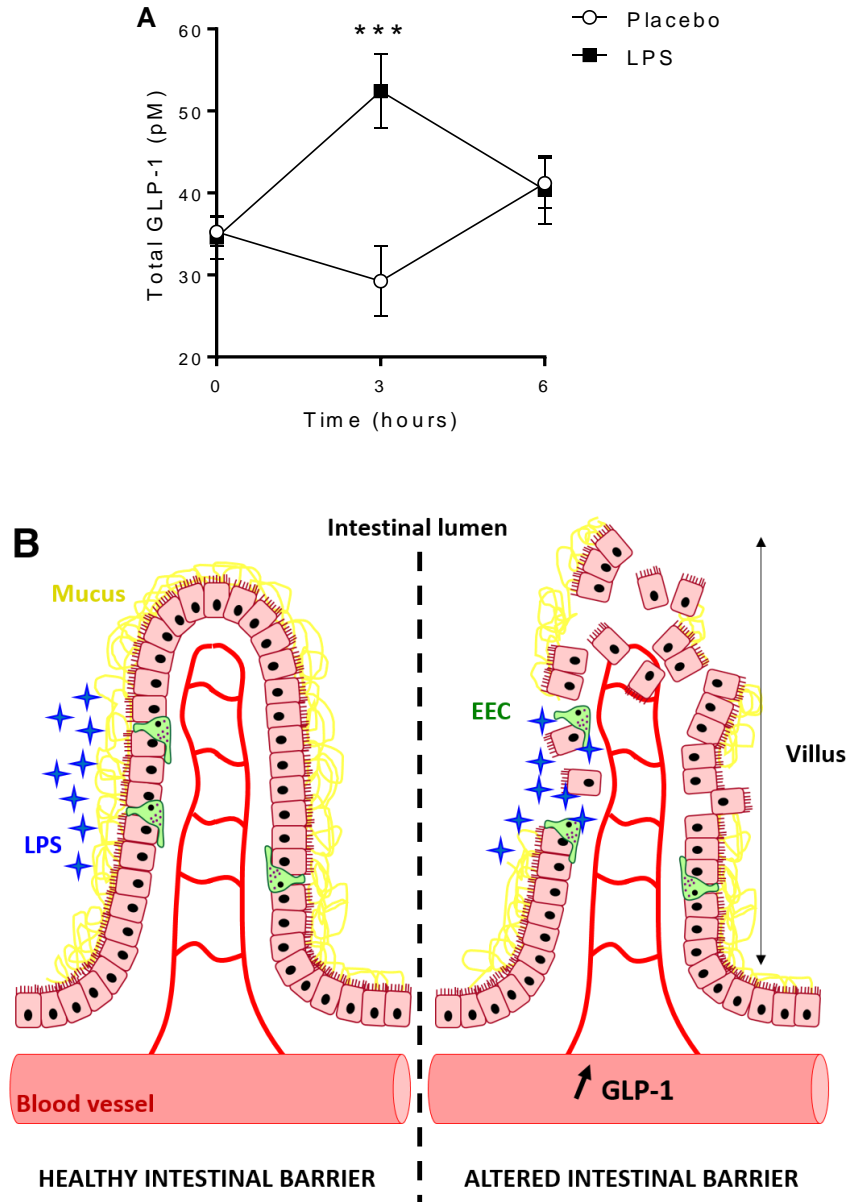 A
60
50
40
30
20
Total GLP-1 (pM)
***
0
3
6
Time (hours)
Placebo
LPS
B
Intestinal lumen
Mucus
LPS
EEC
Villus
Blood vessel
GLP-1
HEALTHY INTESTINAL BARRIER
ALTERED INTESTINAL BARRIER